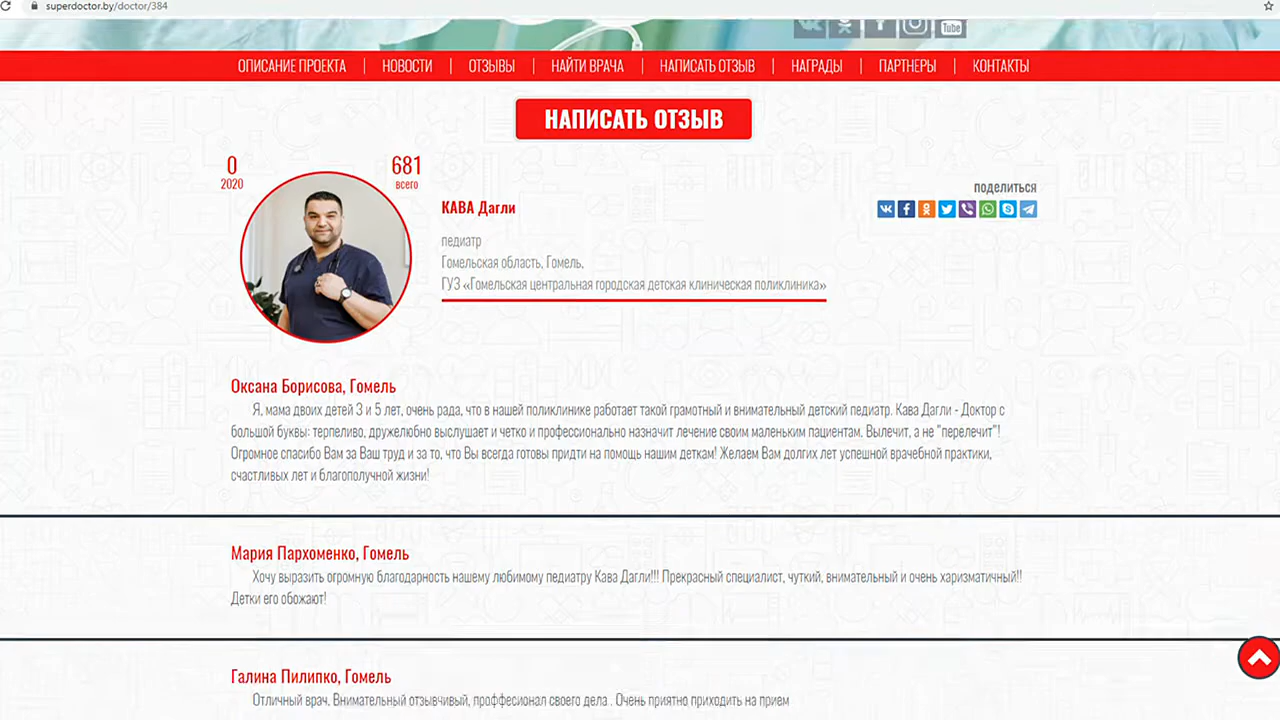 superdoctor.by/doctor/384
You Tube
ОПИСАНИЕ ПРОЕКТА | НОВОСТИ | ОТЗЫВЫ | НАЙТИ ВРАЧА | НАПИСАТЬ ОТЗЫВ | НАГРАДЫ | ПАРТНЕРЫ | КОНТАКТЫ
НАПИСАТЬ ОТЗЫВ
0 681
2020 всего
поделиться
КАВА Дагли
педиатр
Гомельская область, Гомель,
ГУЗ «Гомельская центральная городская детская клиническая поликлиника»
Оксана Борисова, Гомель
Я, мама двоих детей 3 и 5 лет, очень рада, что в нашей поликлинике работает такой грамотный и внимательный детский педиатр. Кава Дагли - Доктор с
большой буквы: терпеливо, дружелюбно выслушает и четко и профессионально назначит лечение своим маленьким пациентам. Вылечит, а не "перелечит"!
Огромное спасибо Вам за Ваш труд и за то, что Вы всегда готовы придти на помощь нашим деткам! Желаем Вам долгих лет успешной врачебной практики,
счастливых лет и благополучной жизни!
Мария Пархоменко, Гомель
Хочу выразить огромную благодарность нашему любимому педиатру Кава Дагли!!! Прекрасный специалист, чуткий, внимательный и очень харизматичный!!
Детки его обожают!
Галина Пилипко, Гомель
Отличный врач. Внимательный отзывчивый, проффесионал своего дела . Очень приятно приходить на прием